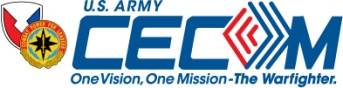 U.S. ARMY
CECOM
One Vision, One Mission - The Warfighter.